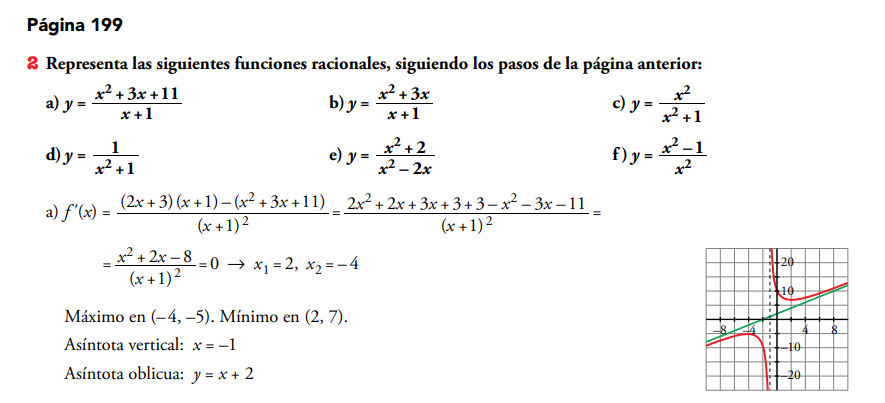 Página 199
2 Representa las siguientes funciones racionales, siguiendo los pasos de la página anterior:
a) y = (x² + 3x + 11)/(x + 1) b) y = (x² + 3x)/(x + 1) c) y = x²/(x² + 1)
d) y = 1/(x² + 1) e) y = (x² + 2)/(x² – 2x) f) y = (x² – 1)/x²
a) f'(x) = ((2x + 3)(x + 1) – (x² + 3x + 11))/(x + 1)² = (2x² + 2x + 3x + 3 + 3 – x² – 3x – 11)/(x + 1)² =
= (x² + 2x – 8)/(x + 1)² = 0 → x₁ = 2, x₂ = –4
Máximo en (–4, –5). Mínimo en (2, 7).
Asíntota vertical: x = –1
Asíntota oblicua: y = x + 2
20
10
–8 –4 4 8
–10
–20